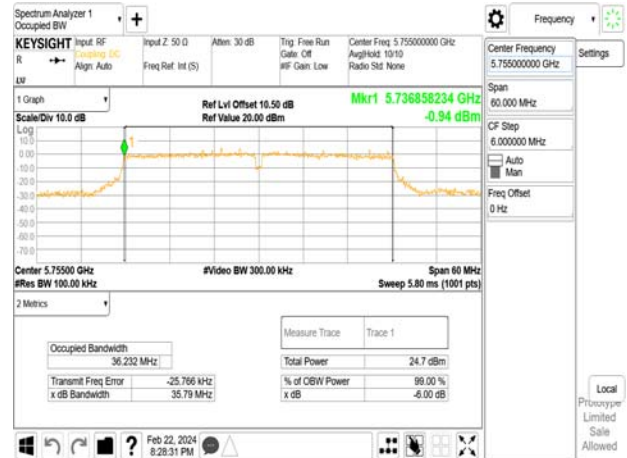 Spectrum Analyzer 1
Occupied BW
Frequency
KEYSIGHT
Input: RF
Coupling: DC
Align: Auto
Input Z: 50 Ω
Freq Ref: Int (S)
Atten: 30 dB
Trig: Free Run
Gate: Off
#IF Gain: Low
Center Freq: 5.755000000 GHz
Avg|Hold: 10/10
Radio Std: None
R
LW
Center Frequency
5.755000000 GHz
Settings
Span
60.000 MHz
CF Step
6.000000 MHz
Auto
Man
Freq Offset
0 Hz
1 Graph
Scale/Div 10.0 dB
Ref Lvl Offset 10.50 dB
Ref Value 20.00 dBm
Mkr1 5.736858234 GHz
-0.94 dBm
Log
10.0
0.00
-10.0
-20.0
-30.0
-40.0
-50.0
-60.0
-70.0
1
Center 5.75500 GHz
#Res BW 100.00 kHz
#Video BW 300.00 kHz
Span 60 MHz
Sweep 5.80 ms (1001 pts)
2 Metrics
Measure Trace Trace 1
Occupied Bandwidth
36.232 MHz
Total Power 24.7 dBm
Transmit Freq Error -25.766 kHz
% of OBW Power 99.00 %
x dB Bandwidth 35.79 MHz
x dB -6.00 dB
Local
Prototype
Limited
Sale
Allowed
Feb 22, 2024
8:28:31 PM